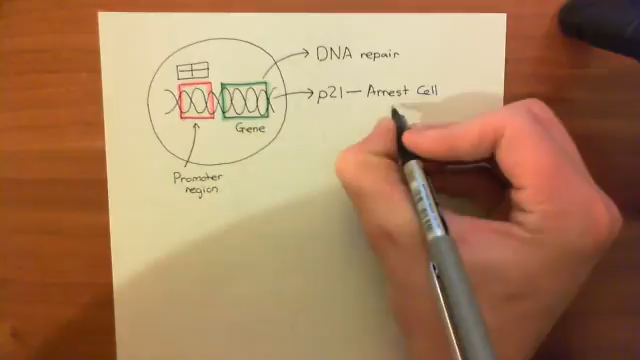 DNA repair
p21 — Arrest Cell
Gene
Promoter
region